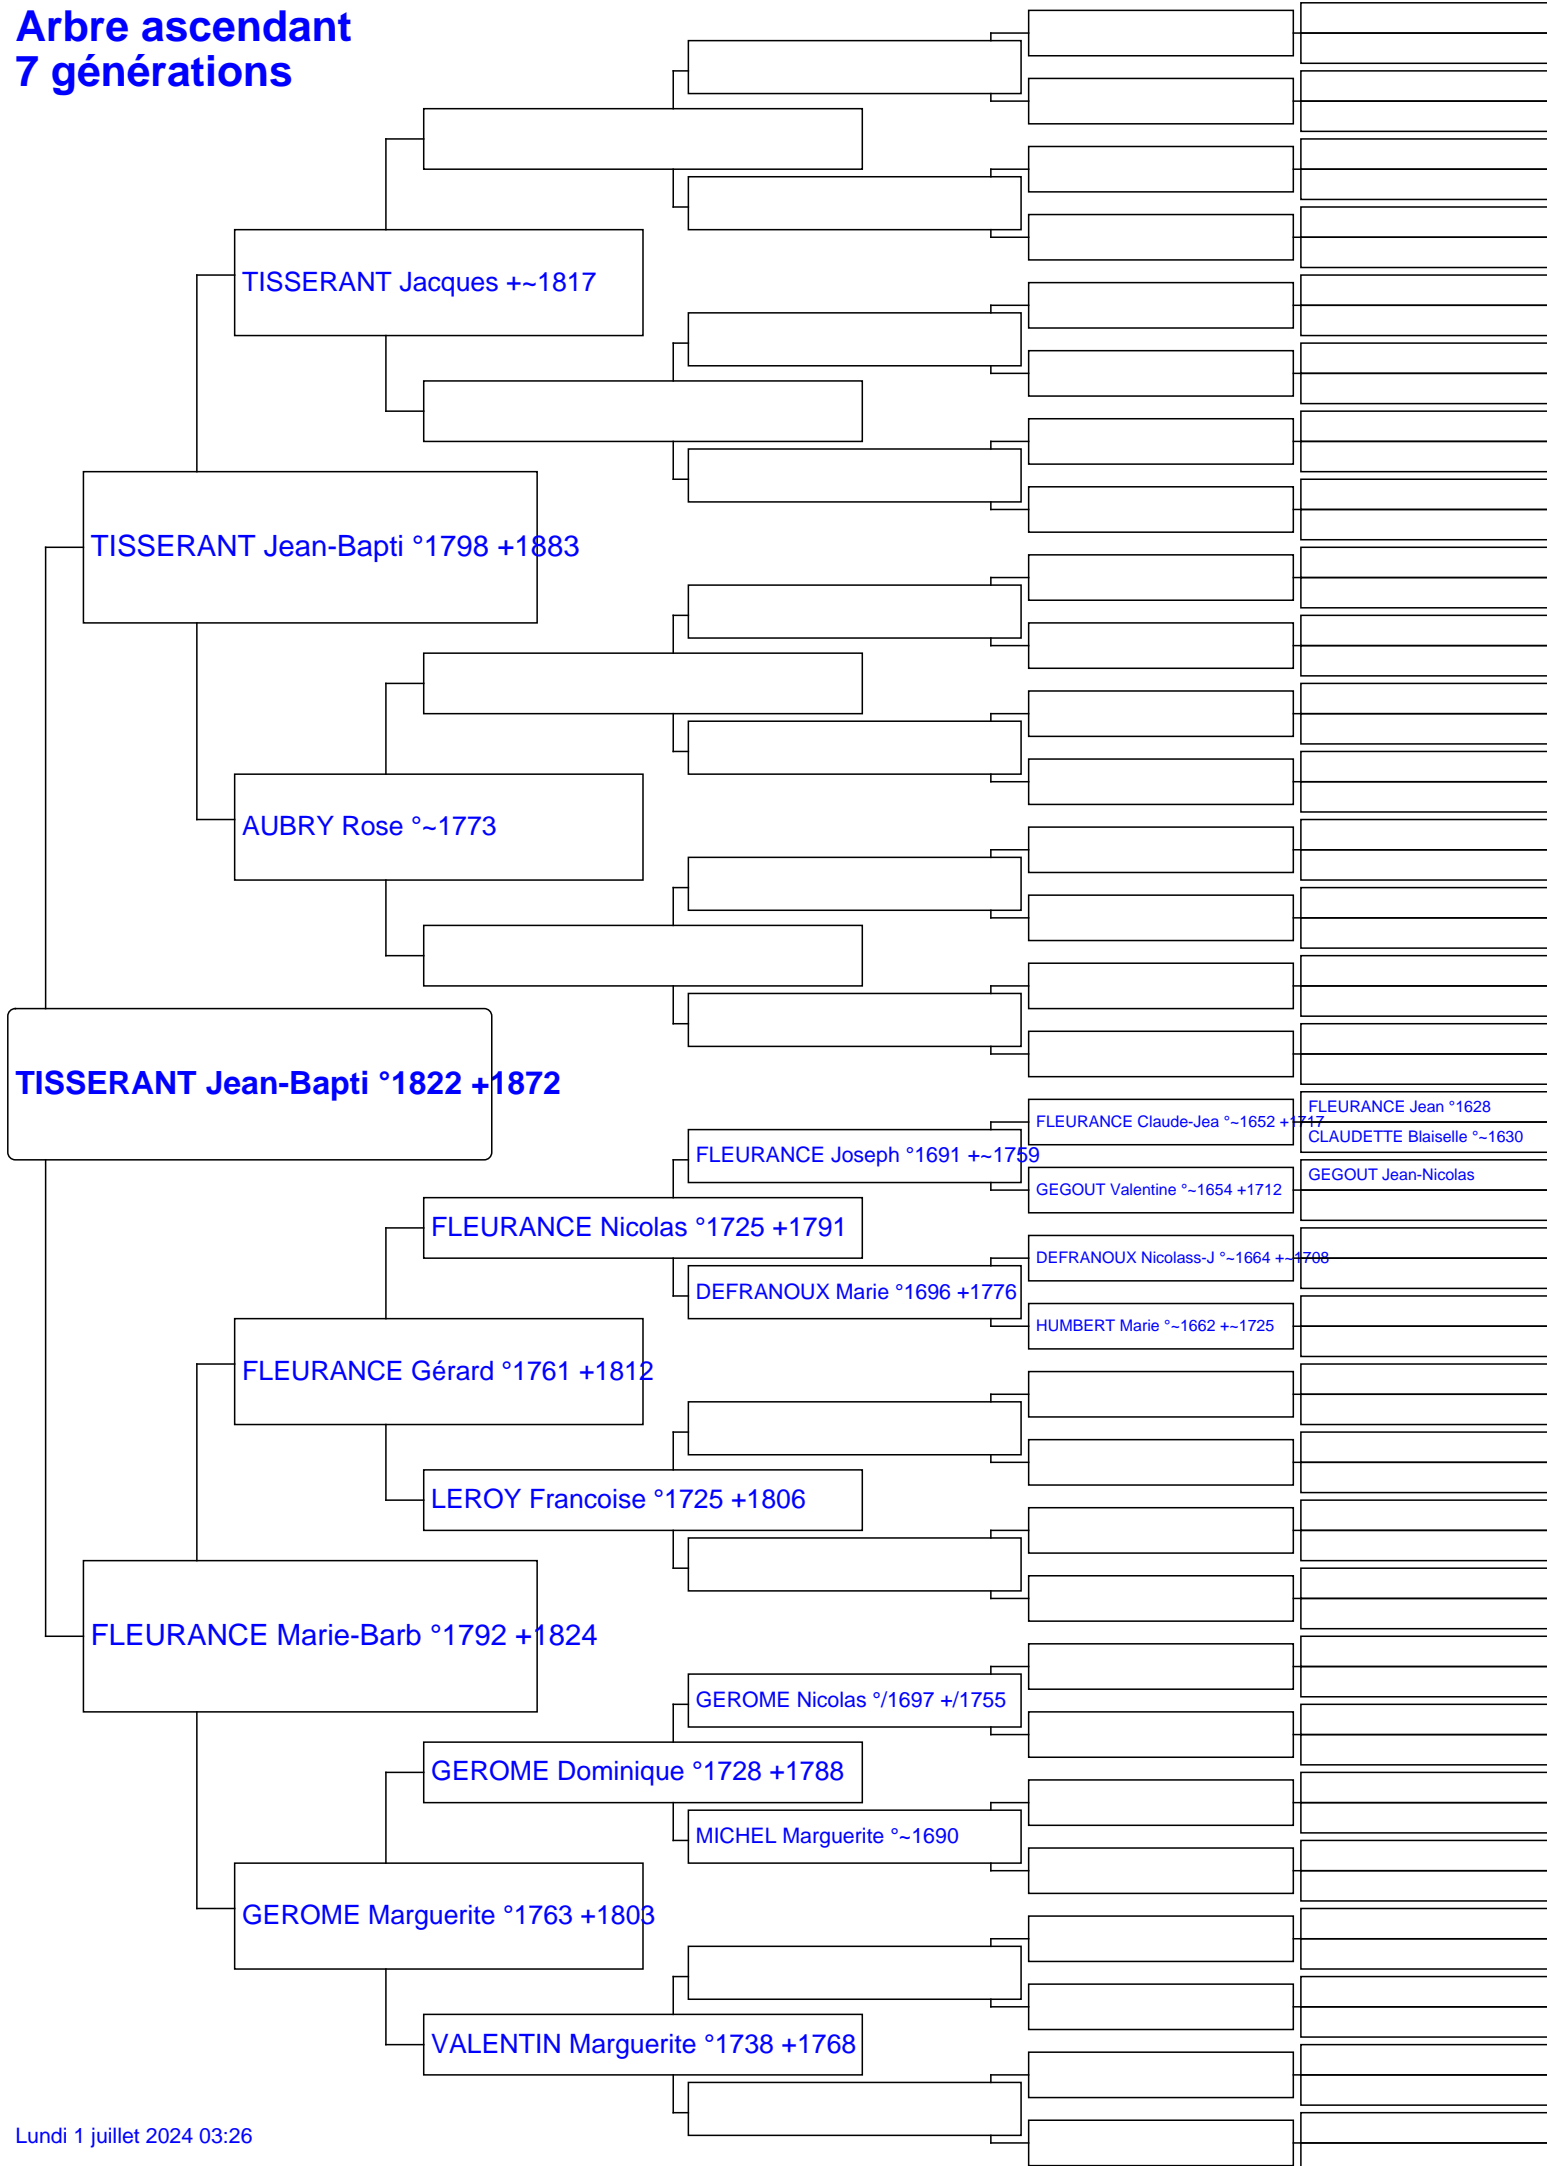 Arbre ascendant
7 générations
TISSERANT Jacques +~1817
TISSERANT Jean-Bapti °1798 +1883
AUBRY Rose °~1773
TISSERANT Jean-Bapti °1822 +1872
FLEURANCE Jean °1628
FLEURANCE Claude-Jea °~1652 +1717
CLAUDETTE Blaiselle °~1630
FLEURANCE Joseph °1691 +~1759
GEGOUT Jean-Nicolas
GEGOUT Valentine °~1654 +1712
FLEURANCE Nicolas °1725 +1791
DEFRANOUX Nicolass-J °~1664 +~1708
DEFRANOUX Marie °1696 +1776
HUMBERT Marie °~1662 +~1725
FLEURANCE Gérard °1761 +1812
LEROY Francoise °1725 +1806
FLEURANCE Marie-Barb °1792 +1824
GEROME Nicolas °/1697 +/1755
GEROME Dominique °1728 +1788
MICHEL Marguerite °~1690
GEROME Marguerite °1763 +1803
VALENTIN Marguerite °1738 +1768
Lundi 1 juillet 2024 03:26